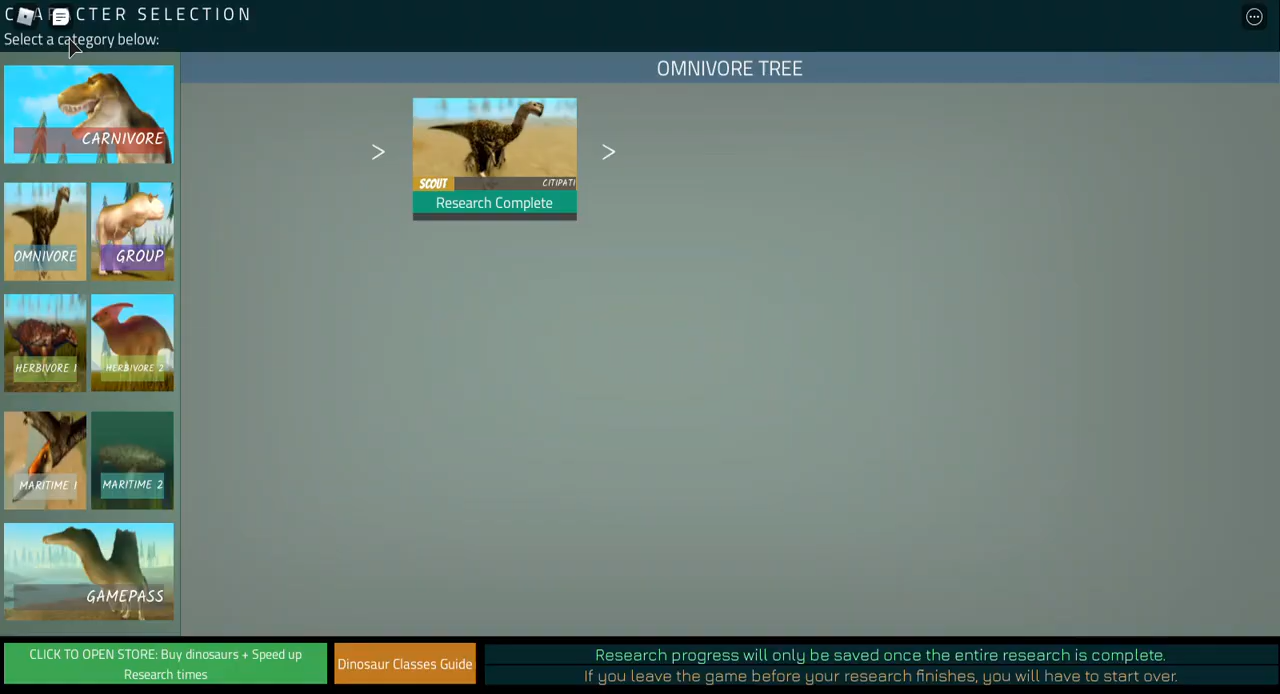 CHARACTER SELECTION
Select a category below:
OMNIVORE TREE
CARNIVORE
OMNIVORE
GROUP
HERBIVORE 1
HERBIVORE 2
MARITIME 1
MARITIME 2
GAMEPASS
>
SCOUT
CITIPATI
Research Complete
>
CLICK TO OPEN STORE: Buy dinosaurs + Speed up
Research times
Dinosaur Classes Guide
Research progress will only be saved once the entire research is complete.
If you leave the game before your research finishes, you will have to start over.